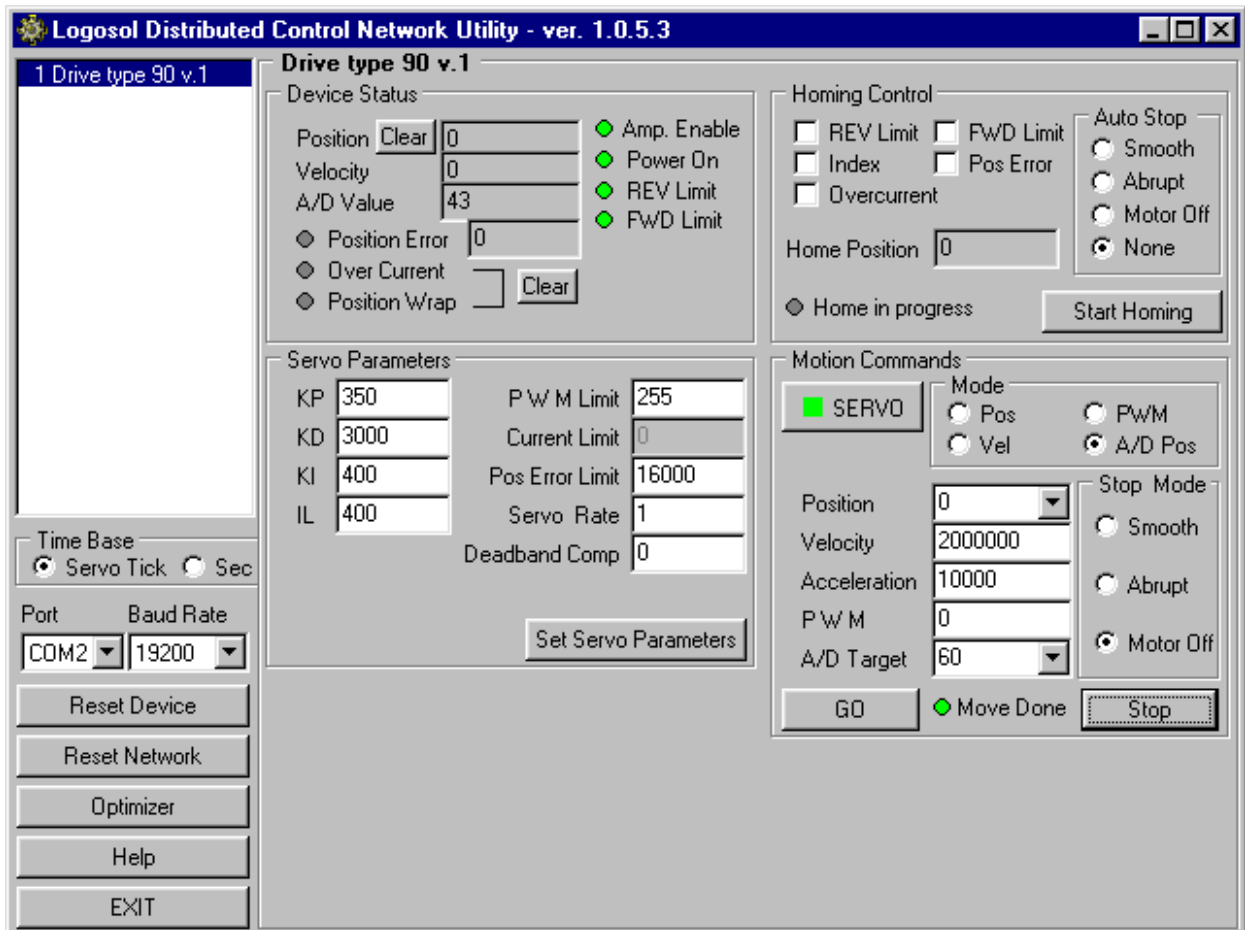 Logosol Distributed Control Network Utility - ver. 1.0.5.3
1 Drive type 90 v.1
Drive type 90 v.1
Device Status
Position Clear 0
Velocity 0
A/D Value 43
Position Error 0
Over Current
Position Wrap
Clear
Amp. Enable
Power On
REV Limit
FWD Limit
Homing Control
REV Limit FWD Limit
Index Pos Error
Overcurrent
Home Position 0
Home in progress
Auto Stop
Smooth
Abrupt
Motor Off
None
Start Homing
Servo Parameters
KP 350
KD 3000
KI 400
IL 400
P W M Limit 255
Current Limit 0
Pos Error Limit 16000
Servo Rate 1
Deadband Comp 0
Set Servo Parameters
Motion Commands
SERVO
Mode
Pos PWM
Vel A/D Pos
Position 0
Velocity 2000000
Acceleration 10000
P W M 0
A/D Target 60
Stop Mode
Smooth
Abrupt
Motor Off
GO Move Done Stop
Time Base
Servo Tick Sec
Port Baud Rate
COM2 19200
Reset Device
Reset Network
Optimizer
Help
EXIT